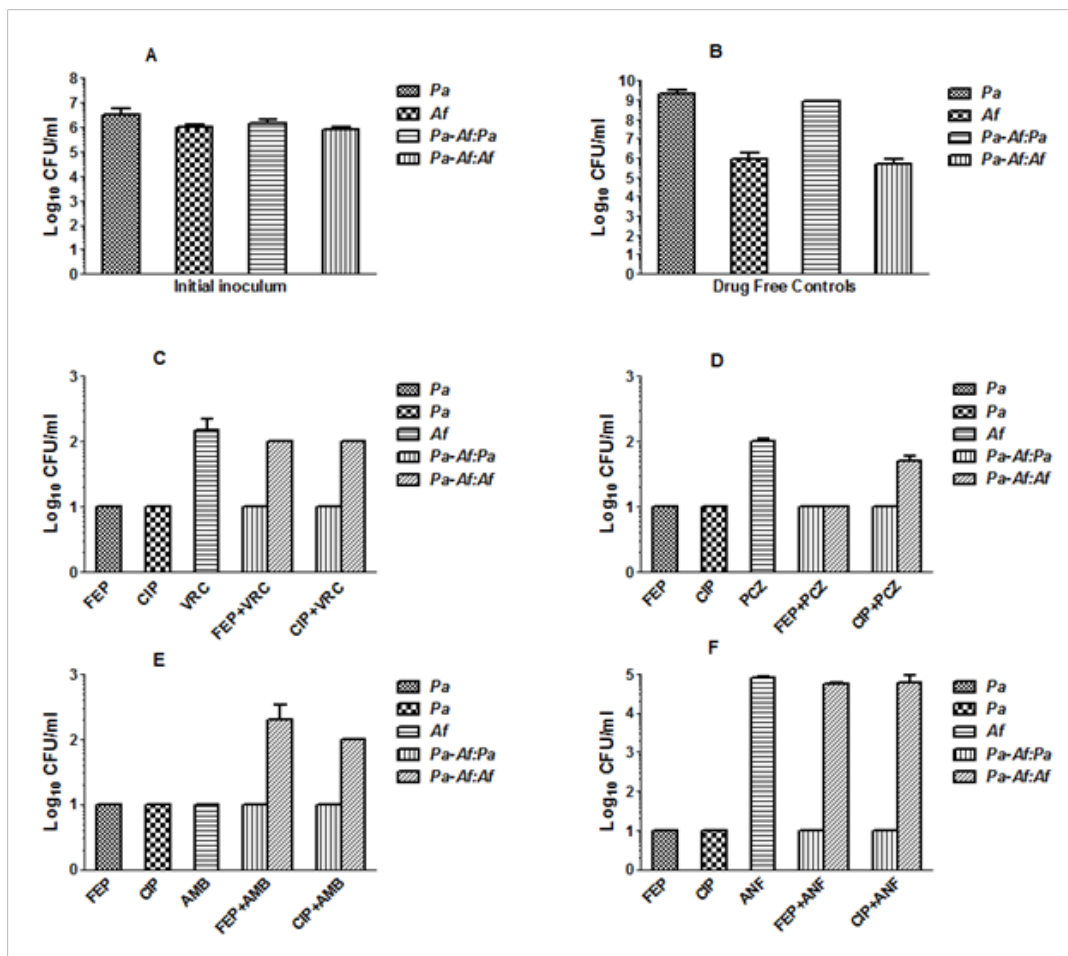 A
Log10 CFU/ml
8
7
6
5
4
3
2
1
0
Initial inoculum
Pa
Af
Pa-Af:Pa
Pa-Af:Af
B
Log10 CFU/ml
10
9
8
7
6
5
4
3
2
1
0
Drug Free Controls
Pa
Af
Pa-Af:Pa
Pa-Af:Af
C
Log10 CFU/ml
3
2
1
0
FEP
CIP
VRC
FEP+VRC
CIP+VRC
Pa
Pa
Af
Pa-Af:Pa
Pa-Af:Af
D
Log10 CFU/ml
3
2
1
0
FEP
CIP
PCZ
FEP+PCZ
CIP+PCZ
Pa
Pa
Af
Pa-Af:Pa
Pa-Af:Af
E
Log10 CFU/ml
3
2
1
0
FEP
CIP
AMB
FEP+AMB
CIP+AMB
Pa
Pa
Af
Pa-Af:Pa
Pa-Af:Af
F
Log10 CFU/ml
5
4
3
2
1
0
FEP
CIP
ANF
FEP+ANF
CIP+ANF
Pa
Pa
Af
Pa-Af:Pa
Pa-Af:Af